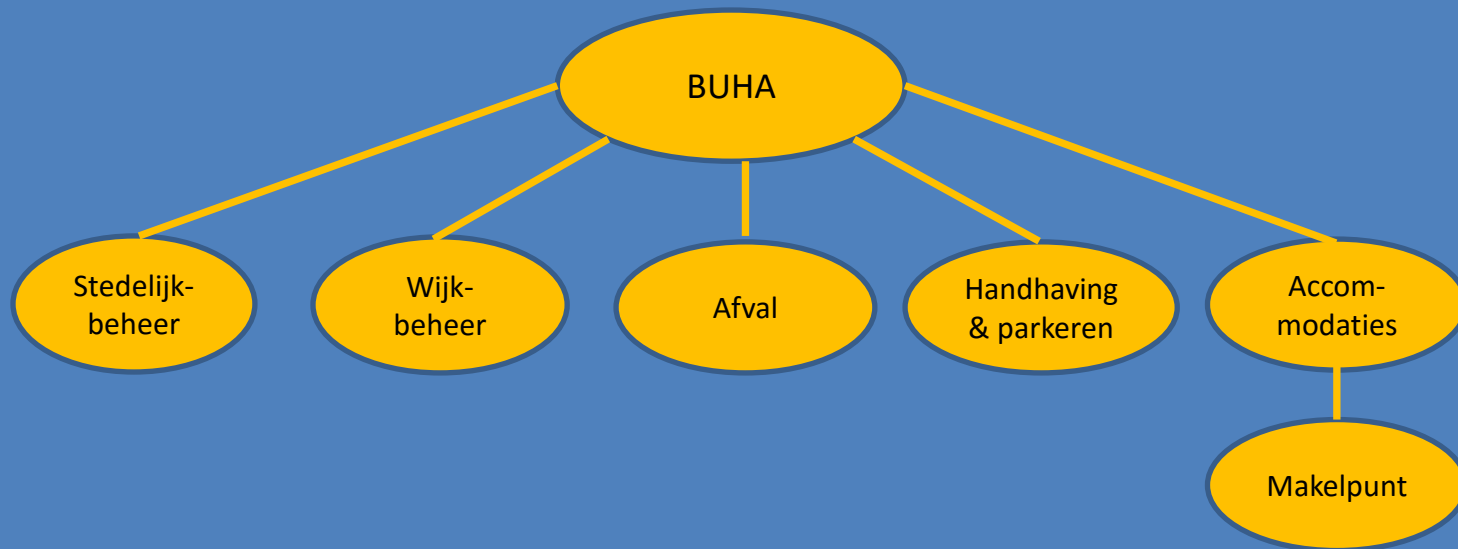 BUHA
Stedelijk-
beheer
Wijk-
beheer
Afval
Handhaving
& parkeren
Accom-
modaties
Makelpunt